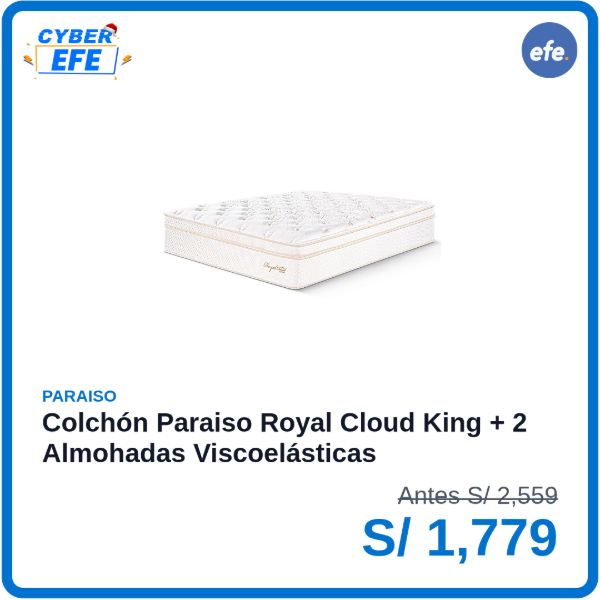 CYBER
EFE
efe.
PARAISO
Colchón Paraiso Royal Cloud King + 2
Almohadas Viscoelásticas
Antes S/ 2,559
S/ 1,779